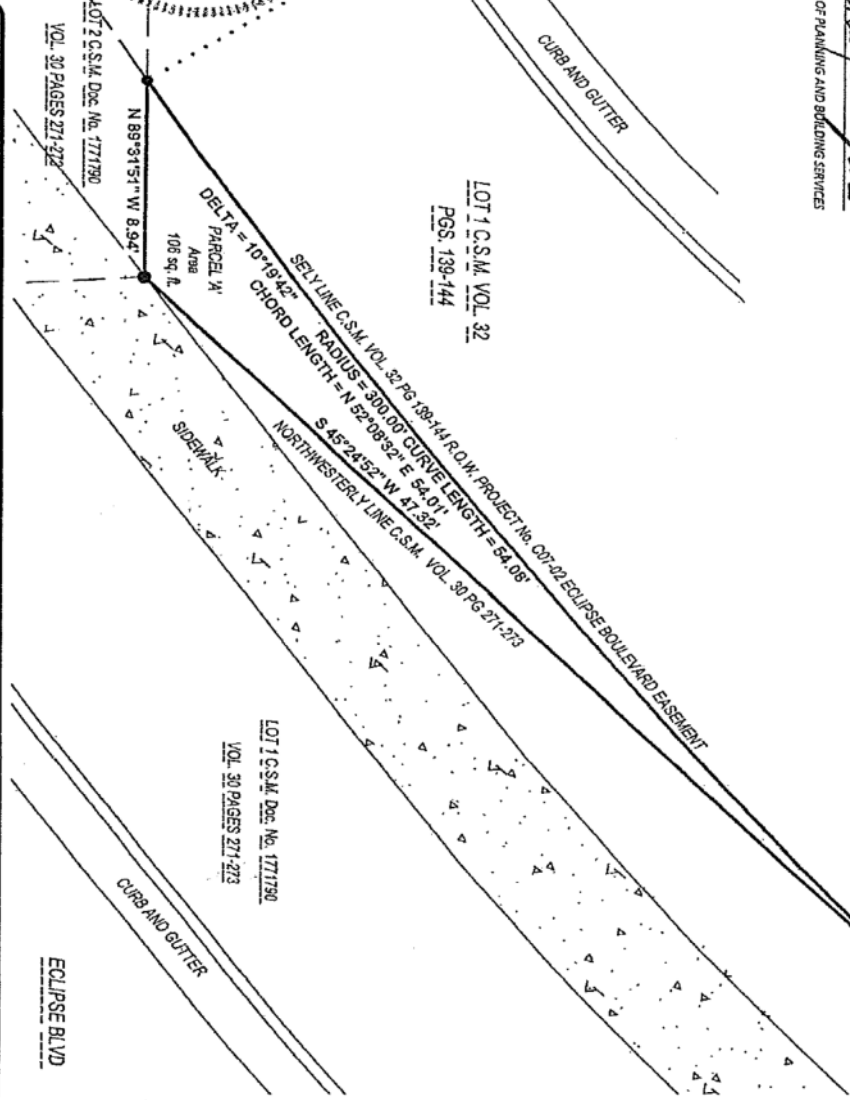 OF PLANNING AND BUILDING SERVICES
CURB AND GUTTER
LOT 1 C.S.M. VOL. 32
PGS. 139-144
LOT 2 C.S.M. Doc. No. 1771790
VOL. 30 PAGES 271-273
N 89°31'51" W 8.94'
PARCEL 'A'
Area
106 sq. ft.
SELY LINE C.S.M. VOL. 32 PG 139-144 R.O.W. PROJECT No. C07-02 ECLIPSE BOULEVARD EASEMENT
RADIUS = 300.00' CURVE LENGTH = 54.08'
DELTA = 10°19'42"
CHORD LENGTH = N 52°08'32" E 54.01'
S 45°24'52" W 47.32'
NORTHWESTERLY LINE C.S.M. VOL. 30 PG 271-273
SIDEWALK
LOT 1 C.S.M. Doc. No. 1771790
VOL. 30 PAGES 271-273
CURB AND GUTTER
ECLIPSE BLVD